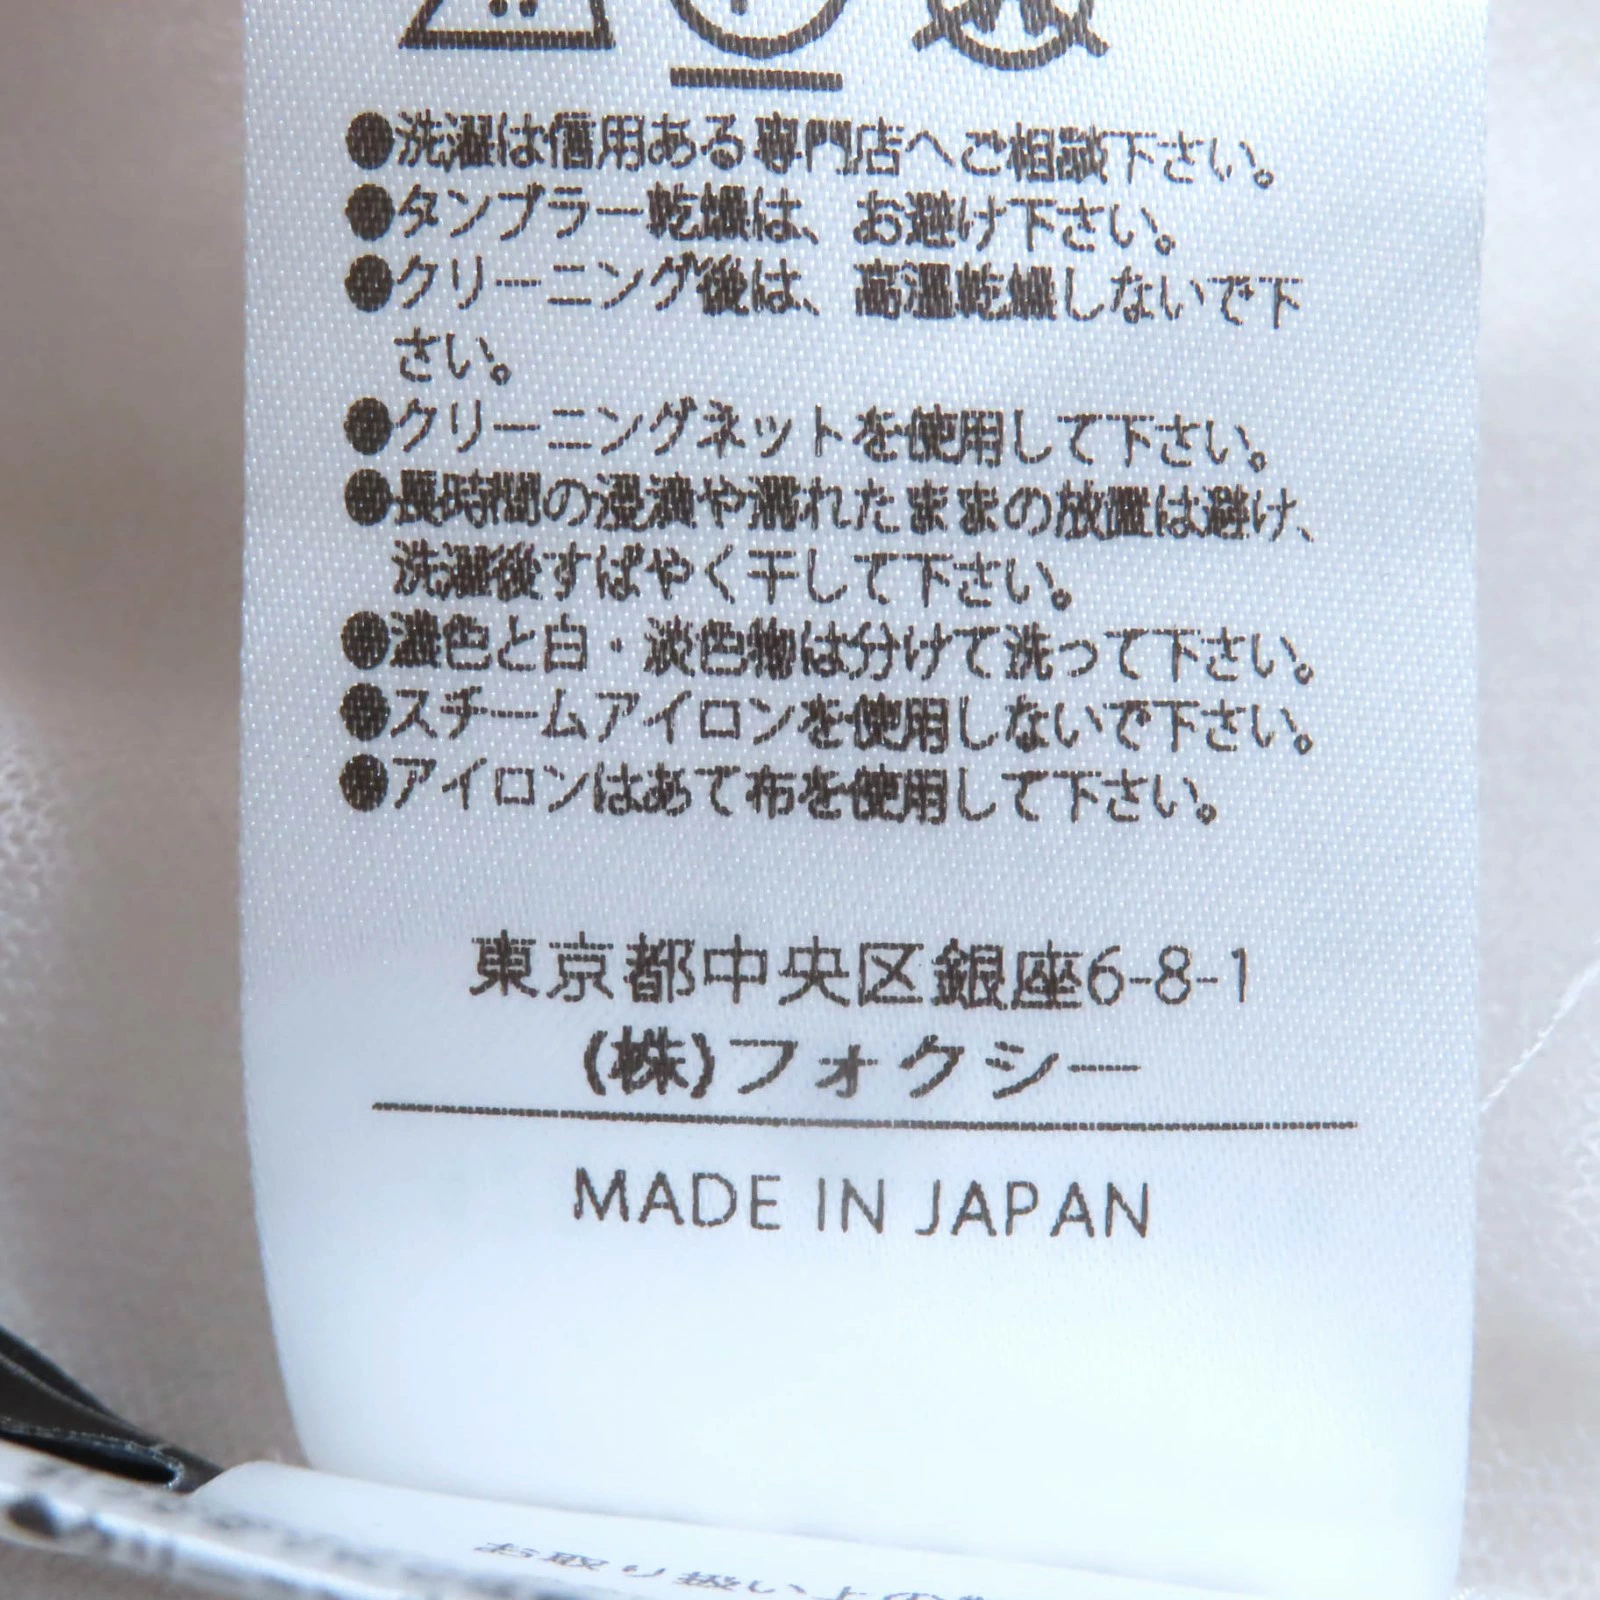 ●洗濯は信用ある専門店へご相談下さい。
●タンブラー乾燥は、お避け下さい。
●クリーニング後は、高温乾燥しないで下
さい。
●クリーニングネットを使用して下さい。
●長時間の浸漬や濡れたままの放置は避け、
洗濯後すばやく干して下さい。
●濃色と白・淡色物は分けて洗って下さい。
●スチームアイロンを使用しないで下さい。
●アイロンはあて布を使用して下さい。
東京都中央区銀座6-8-1
(株)フォクシー
MADE IN JAPAN
お取り扱い上の